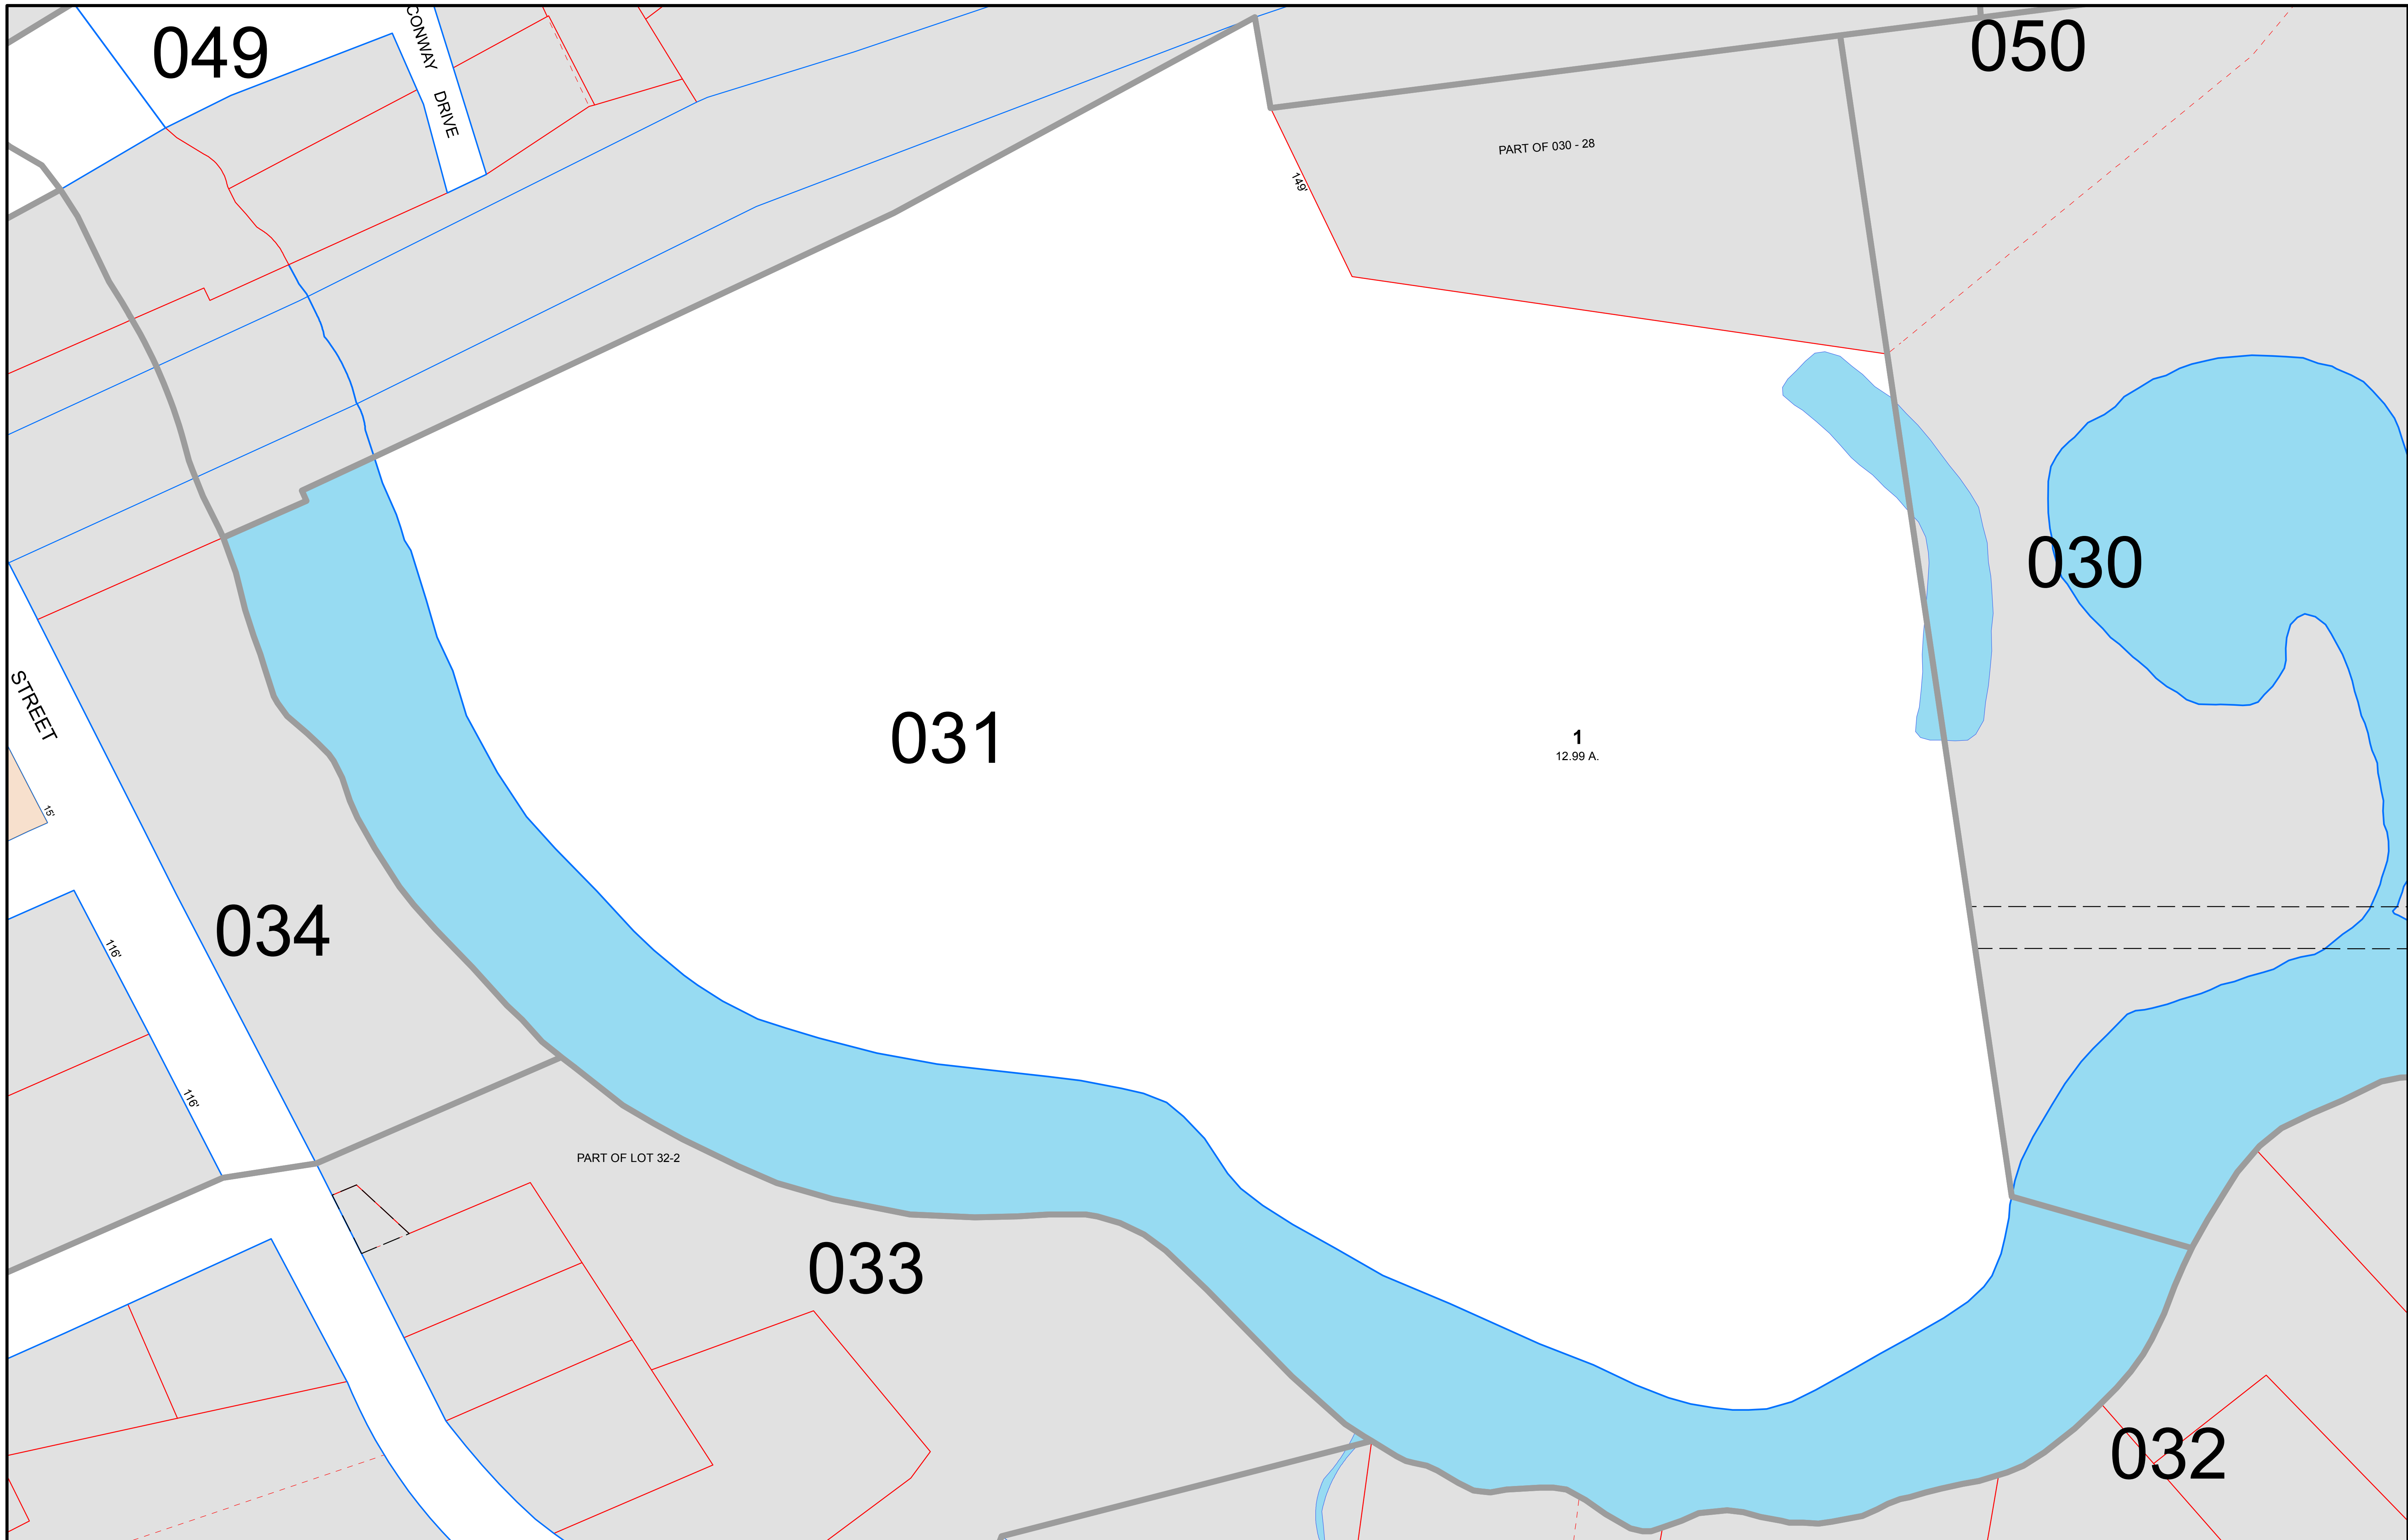 049
CONWAY DRIVE
050
PART OF 030 - 28
149'
030
STREET
031
1
12.99 A.
15'
034
116'
116'
PART OF LOT 32-2
033
032